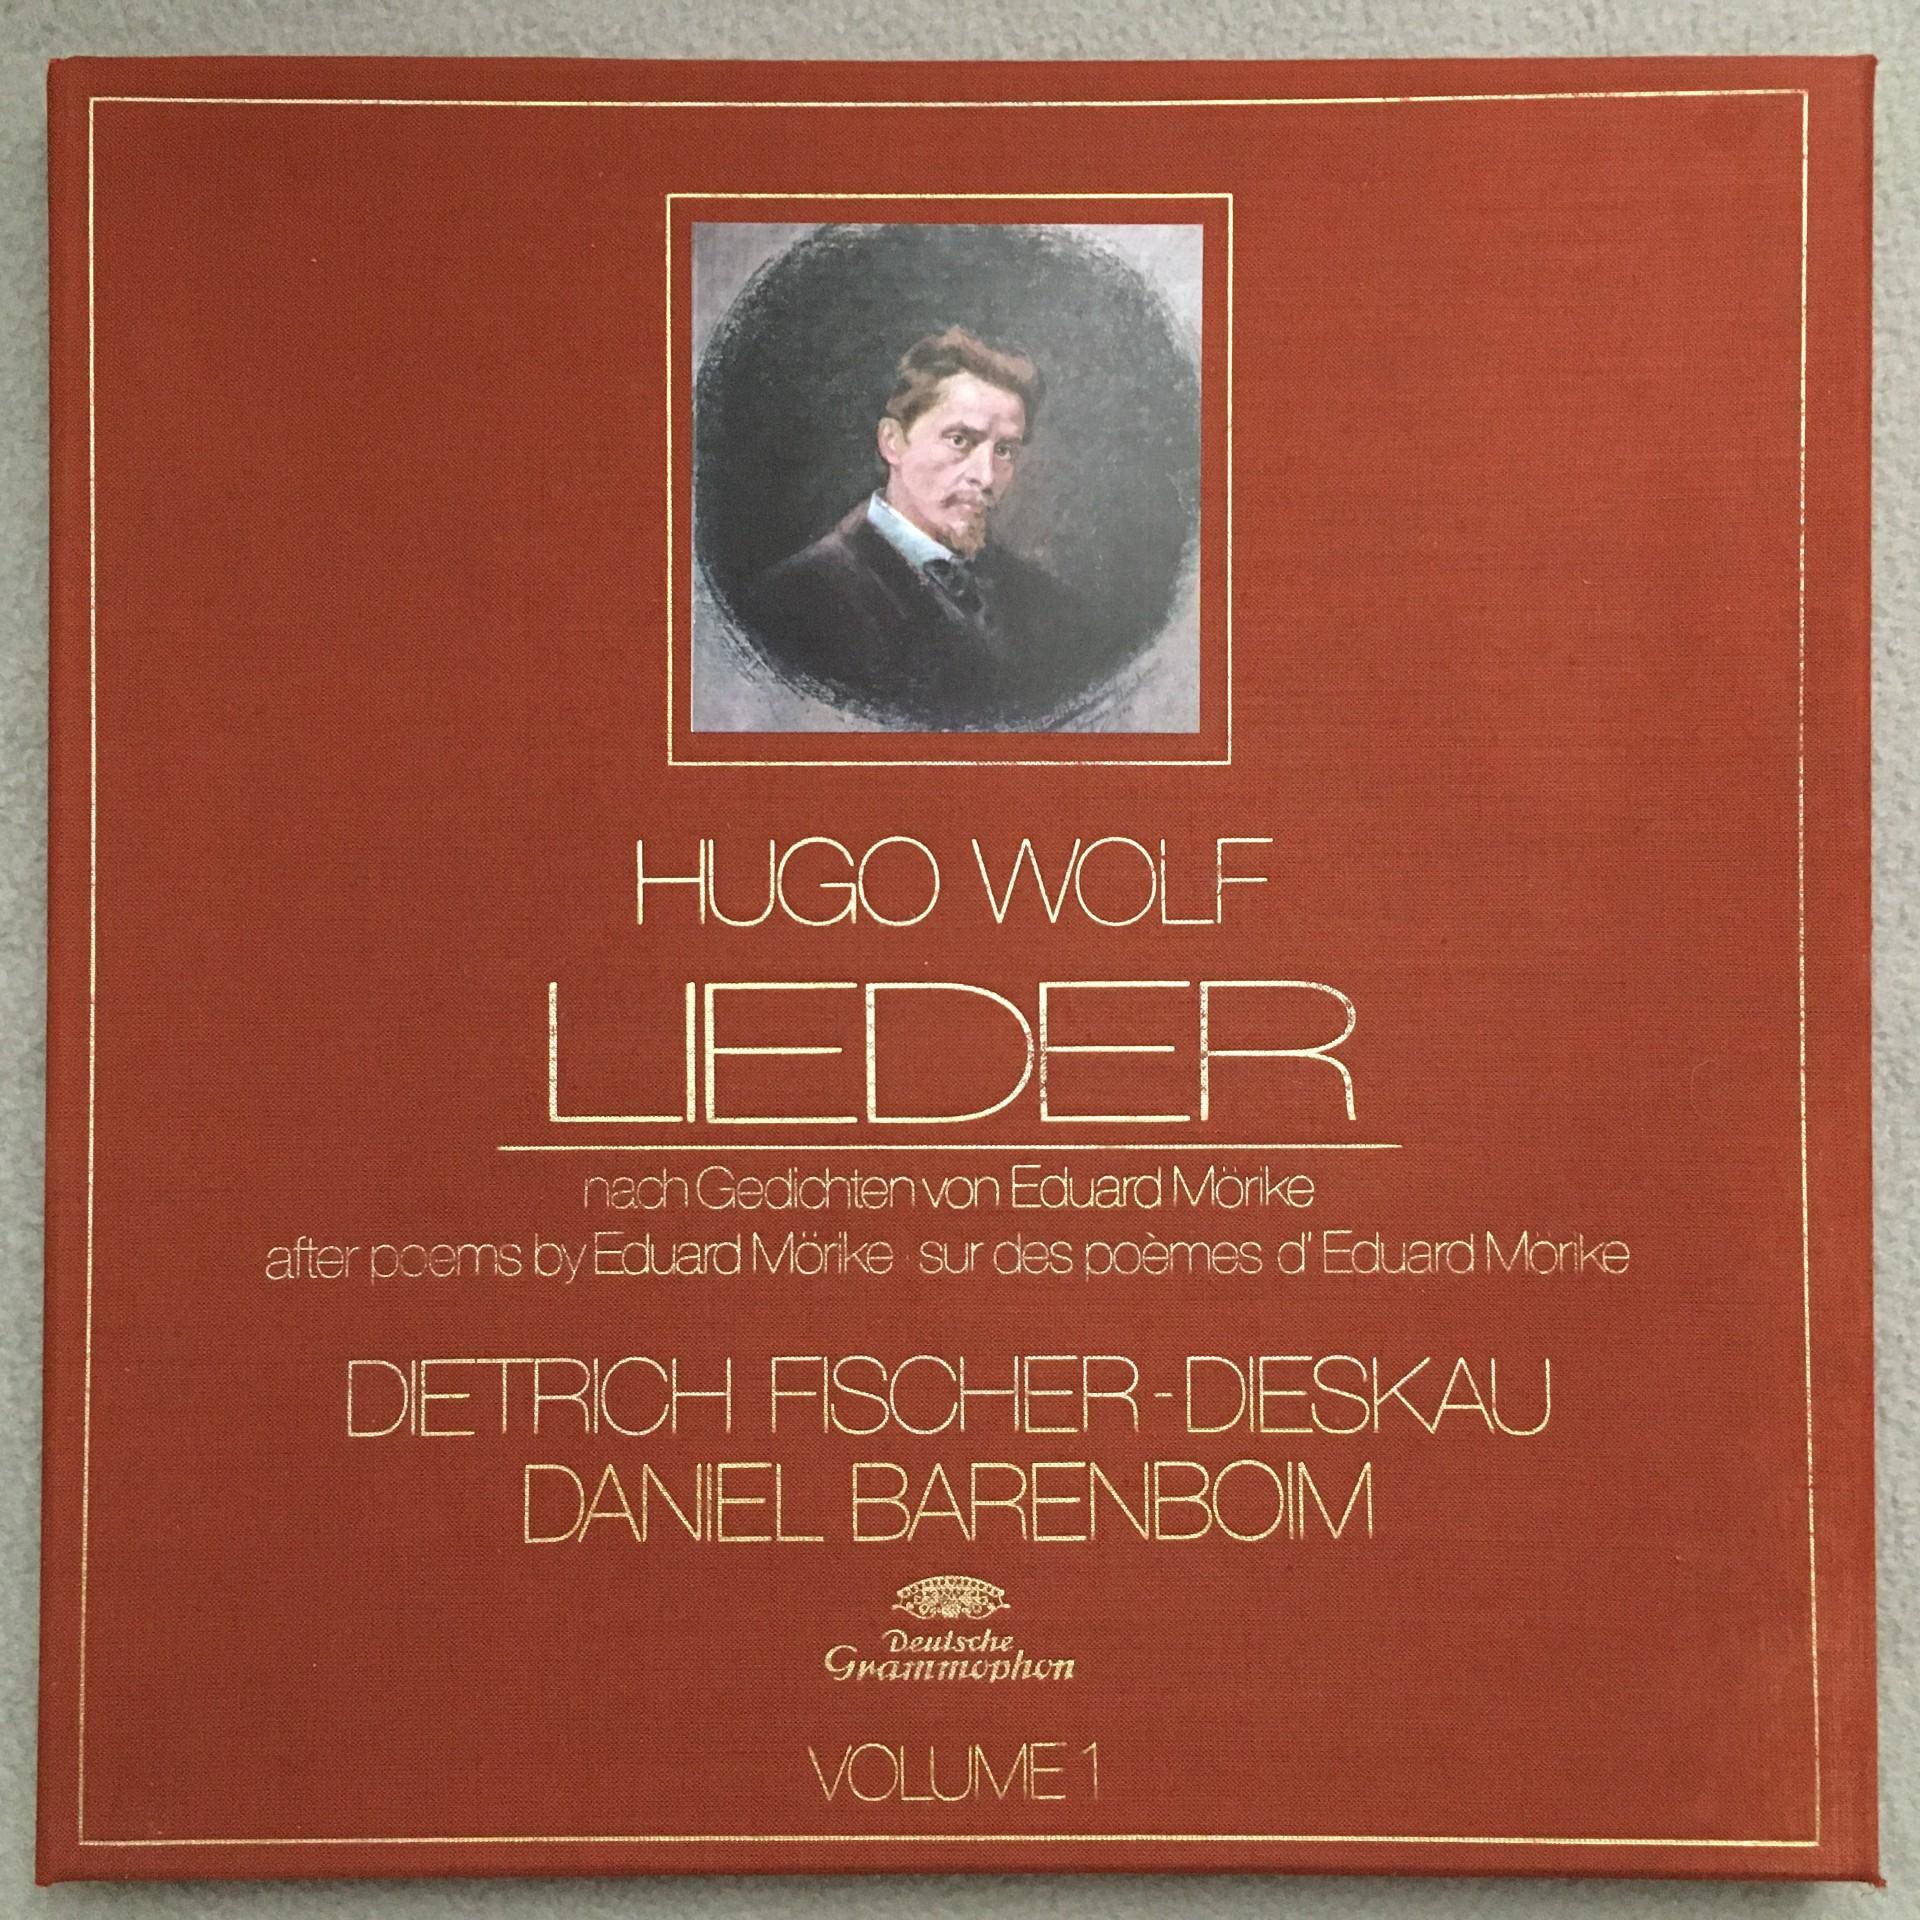 HUGO WOLF
LIEDER
nach Gedichten von Eduard Mörike
after poems by Eduard Mörike · sur des poèmes d' Eduard Mörike
DIETRICH FISCHER-DIESKAU
DANIEL BARENBOIM
Deutsche
Grammophon
VOLUME 1